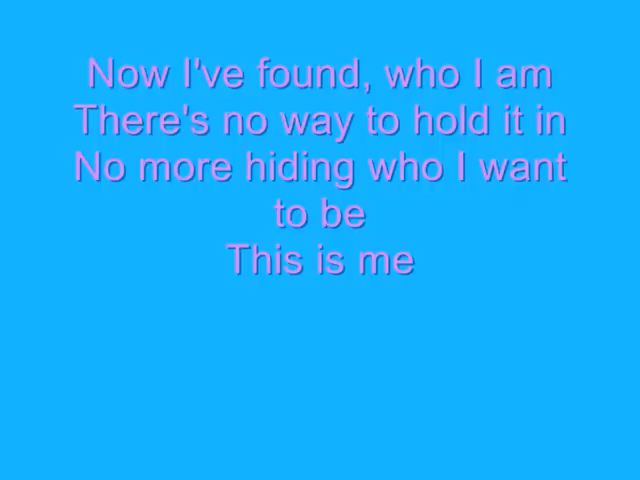 Now I've found, who I am
There's no way to hold it in
No more hiding who I want
to be
This is me